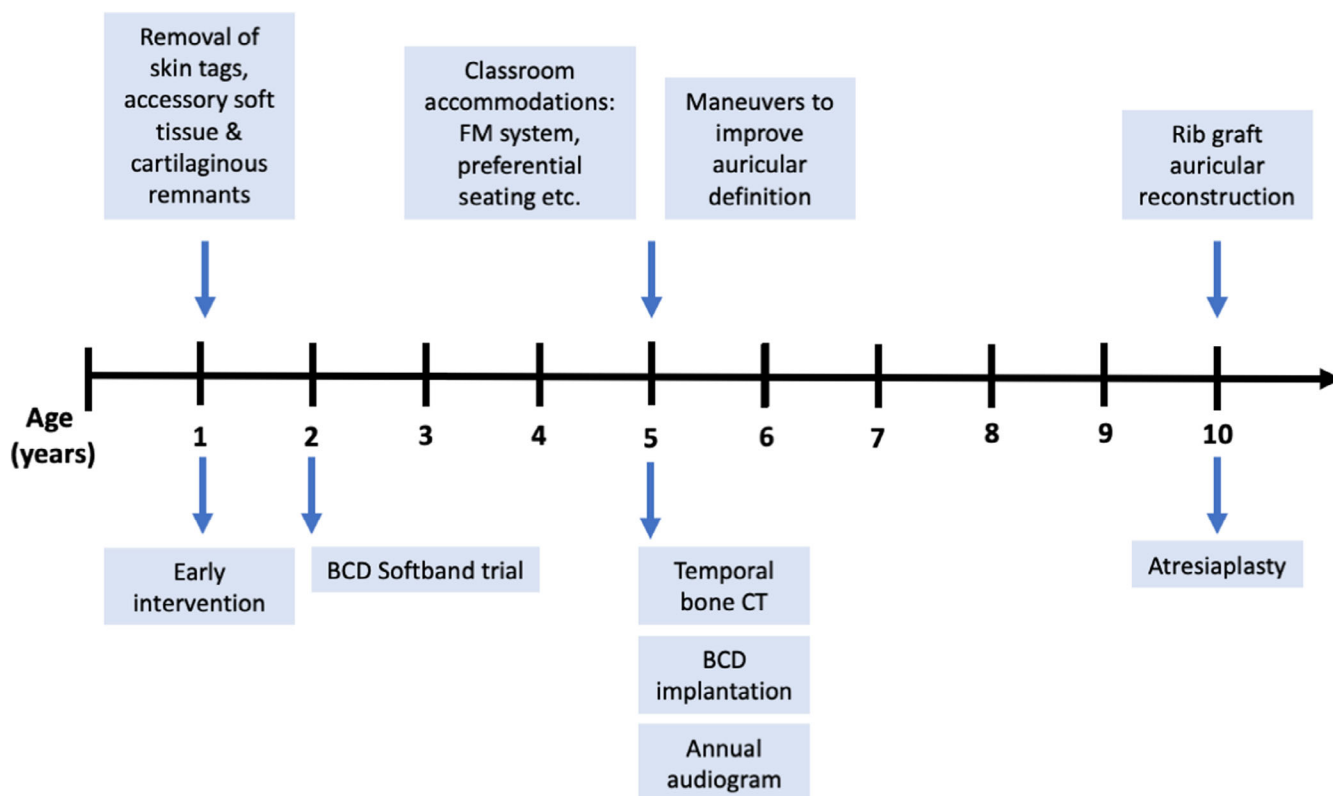 Removal of
skin tags,
accessory soft
tissue &
cartilaginous
remnants
Classroom
accommodations:
FM system,
preferential
seating etc.
Maneuvers to
improve
auricular
definition
Rib graft
auricular
reconstruction
Age
(years)
1
2
3
4
5
6
7
8
9
10
Early
intervention
BCD Softband trial
Temporal
bone CT
BCD
implantation
Annual
audiogram
Atresiaplasty